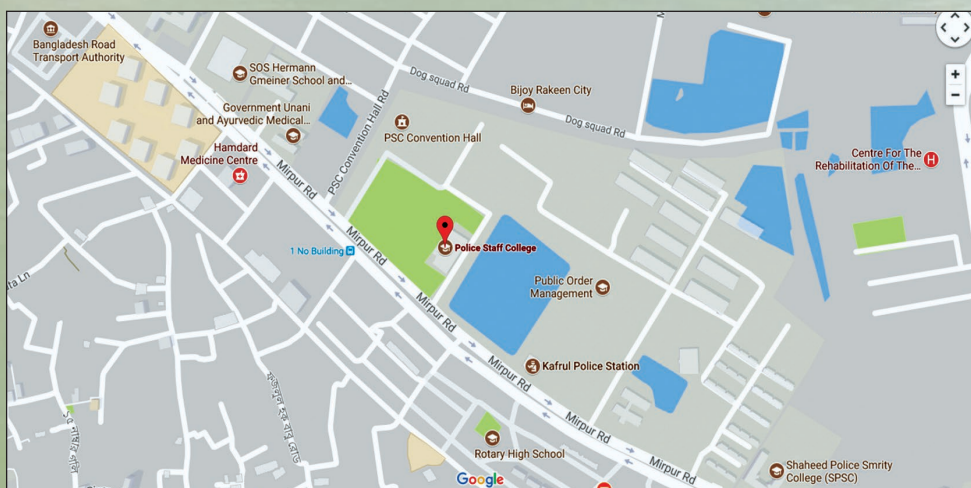 Bangladesh Road
Transport Authority
SOS Hermann
Gmeiner School and...
Dog squad Rd
Bijoy Rakeen City
Government Unani
and Ayurvedic Medical...
PSC Convention Hall Rd
PSC Convention Hall
Dog squad Rd
Hamdard
Medicine Centre
Centre For The
Rehabilitation Of The...
H
Mirpur Rd
Mirpur Rd
1 No Building
Police Staff College
Public Order
Management
Mirpur Rd
Mirpur Rd
Kafrul Police Station
Mirpur Rd
Rotary High School
Mirpur Rd
Google
Shaheed Police Smrity
College (SPSC)